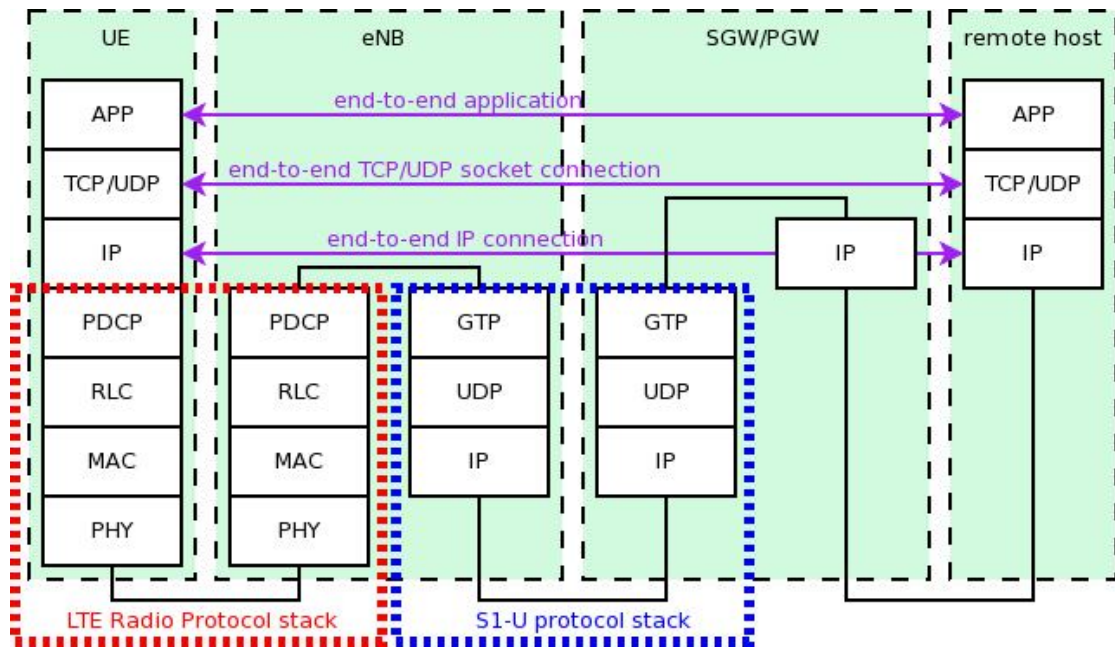 UE
eNB
SGW/PGW
remote host
APP
end-to-end application
APP
TCP/UDP
end-to-end TCP/UDP socket connection
TCP/UDP
IP
end-to-end IP connection
IP
IP
PDCP
PDCP
GTP
GTP
RLC
RLC
UDP
UDP
MAC
MAC
IP
IP
PHY
PHY
LTE Radio Protocol stack
S1-U protocol stack